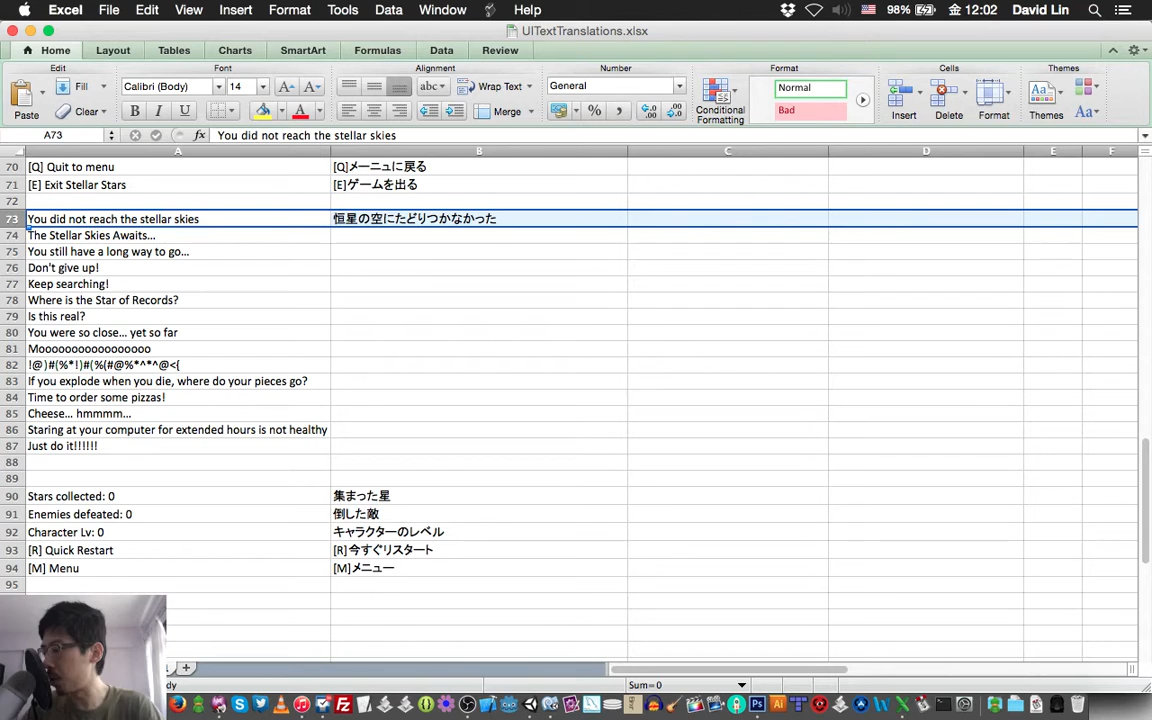 Excel File Edit View Insert Format Tools Data Window Help 98% 金 12:02 David Lin
UITextTranslations.xlsx
Home Layout Tables Charts SmartArt Formulas Data Review
Edit Font Alignment Number Format Cells Themes
Fill Calibri (Body) 14 A A abc Wrap Text General Normal
Paste Clear B I U A Merge % , Conditional Formatting Bad Insert Delete Format Themes Aa
A73 fx You did not reach the stellar skies
A B C D E F
70 [Q] Quit to menu [Q]メーニュに戻る
71 [E] Exit Stellar Stars [E]ゲームを出る
72
73 You did not reach the stellar skies 恒星の空にたどりつかなかった
74 The Stellar Skies Awaits...
75 You still have a long way to go...
76 Don't give up!
77 Keep searching!
78 Where is the Star of Records?
79 Is this real?
80 You were so close... yet so far
81 Mooooooooooooooooo
82 !@)#(%*!)#(%(#@%*^*^@<{
83 If you explode when you die, where do your pieces go?
84 Time to order some pizzas!
85 Cheese... hmmmm...
86 Staring at your computer for extended hours is not healthy
87 Just do it!!!!!!
88
89
90 Stars collected: 0 集まった星
91 Enemies defeated: 0 倒した敵
92 Character Lv: 0 キャラクターのレベル
93 [R] Quick Restart [R]今すぐリスタート
94 [M] Menu [M]メニュー
95
Sum=0